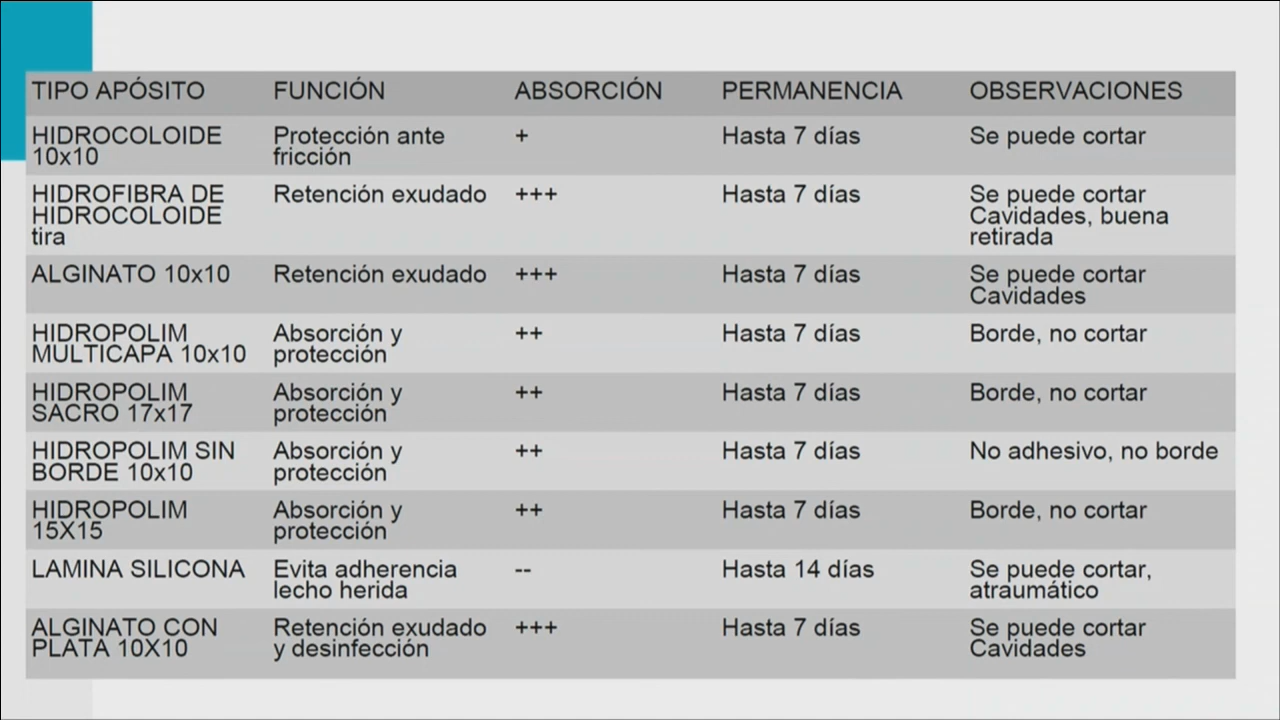 TIPO APÓSITO FUNCIÓN ABSORCIÓN PERMANENCIA OBSERVACIONES
HIDROCOLOIDE Protección ante + Hasta 7 días Se puede cortar
10x10 fricción
HIDROFIBRA DE Retención exudado +++ Hasta 7 días Se puede cortar
HIDROCOLOIDE Cavidades, buena
tira retirada
ALGINATO 10x10 Retención exudado +++ Hasta 7 días Se puede cortar
Cavidades
HIDROPOLIM Absorción y ++ Hasta 7 días Borde, no cortar
MULTICAPA 10x10 protección
HIDROPOLIM Absorción y ++ Hasta 7 días Borde, no cortar
SACRO 17x17 protección
HIDROPOLIM SIN Absorción y ++ Hasta 7 días No adhesivo, no borde
BORDE 10x10 protección
HIDROPOLIM Absorción y ++ Hasta 7 días Borde, no cortar
15X15 protección
LAMINA SILICONA Evita adherencia -- Hasta 14 días Se puede cortar,
lecho herida atraumático
ALGINATO CON Retención exudado +++ Hasta 7 días Se puede cortar
PLATA 10X10 y desinfección Cavidades